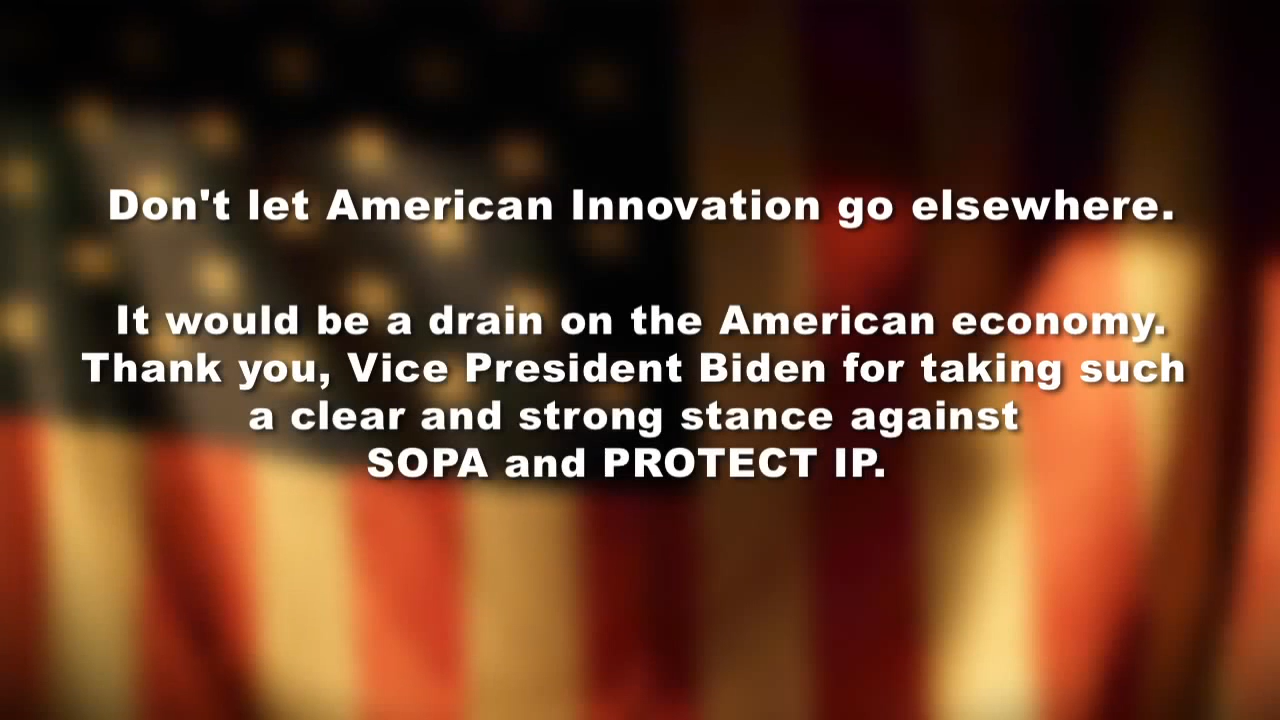 Don't let American Innovation go elsewhere.
It would be a drain on the American economy.
Thank you, Vice President Biden for taking such
a clear and strong stance against
SOPA and PROTECT IP.